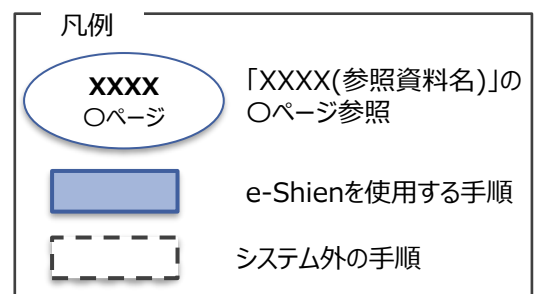 凡例
XXXX
〇ページ
「XXXX(参照資料名)」の
〇ページ参照
e-Shienを使用する手順
システム外の手順